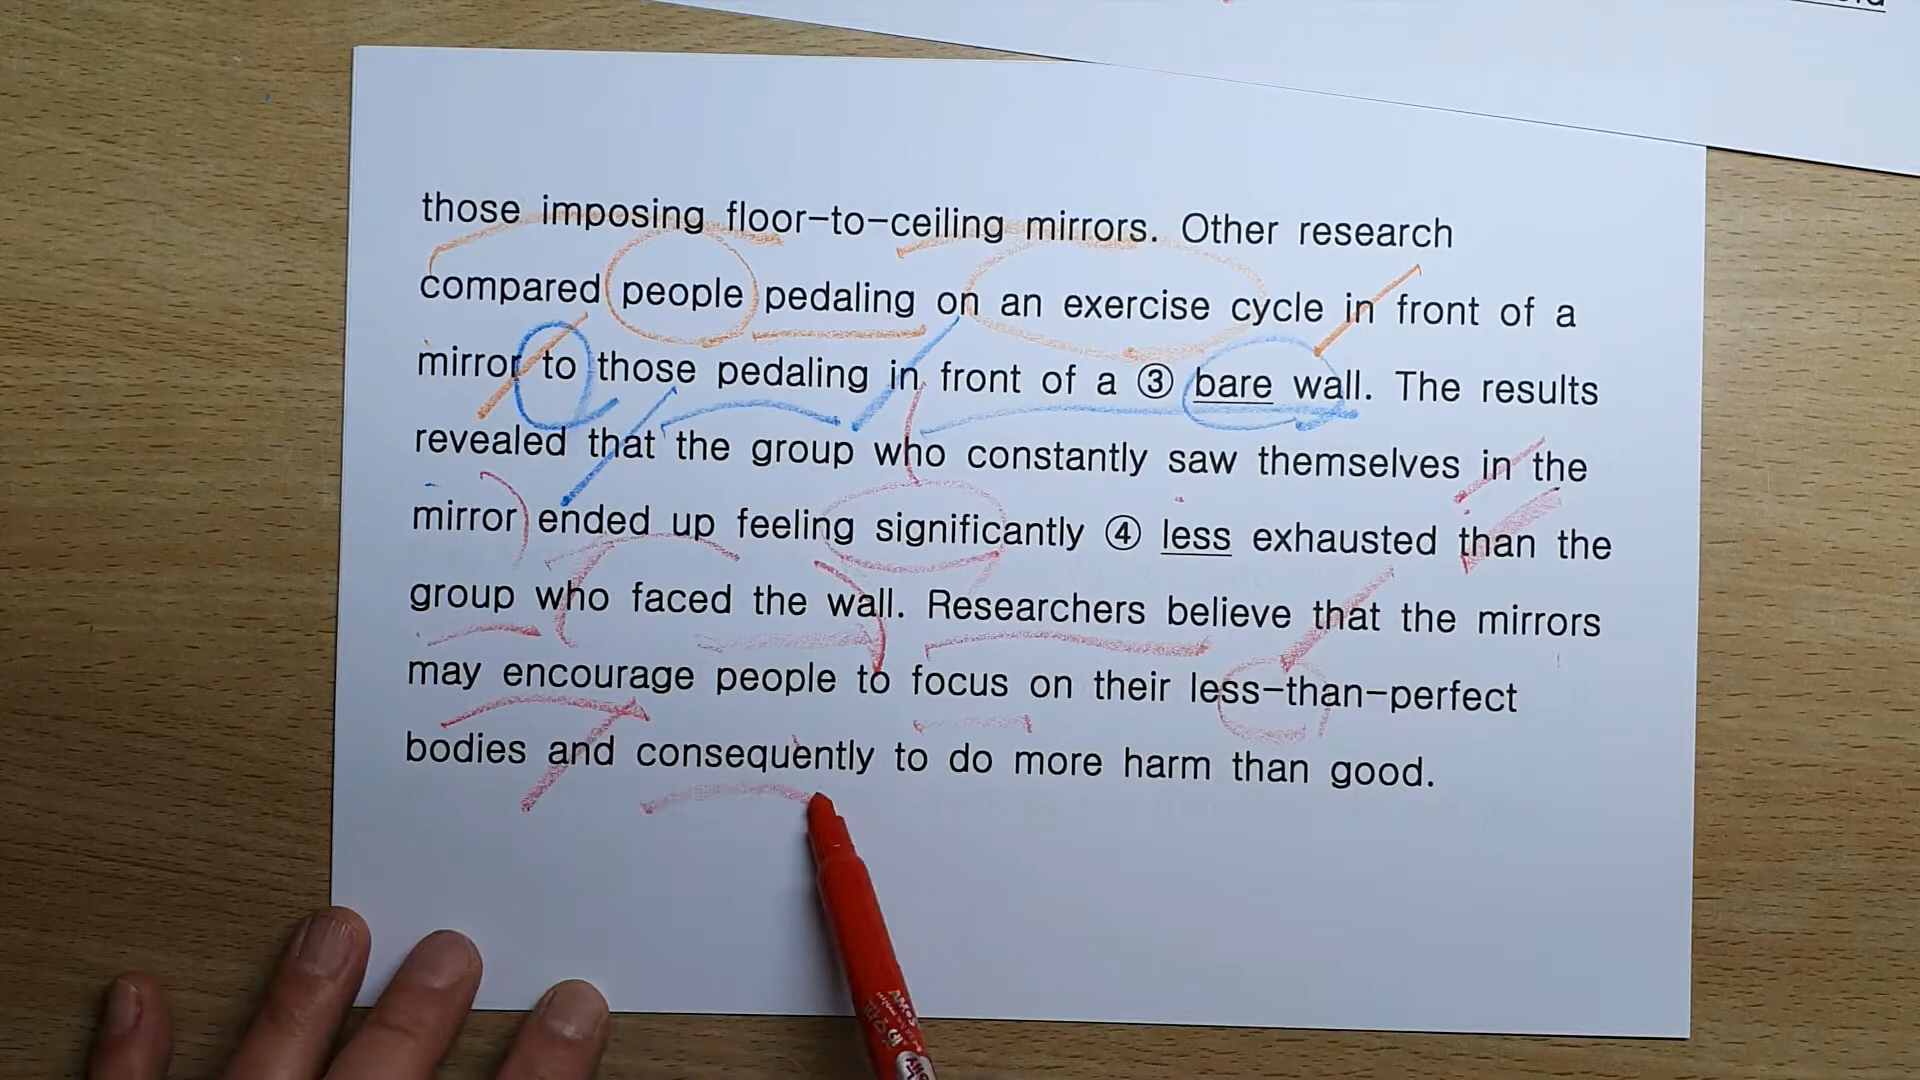 those imposing floor-to-ceiling mirrors. Other research
compared people pedaling on an exercise cycle in front of a
mirror to those pedaling in front of a ③ bare wall. The results
revealed that the group who constantly saw themselves in the
mirror ended up feeling significantly ④ less exhausted than the
group who faced the wall. Researchers believe that the mirrors
may encourage people to focus on their less-than-perfect
bodies and consequently to do more harm than good.
AMOS